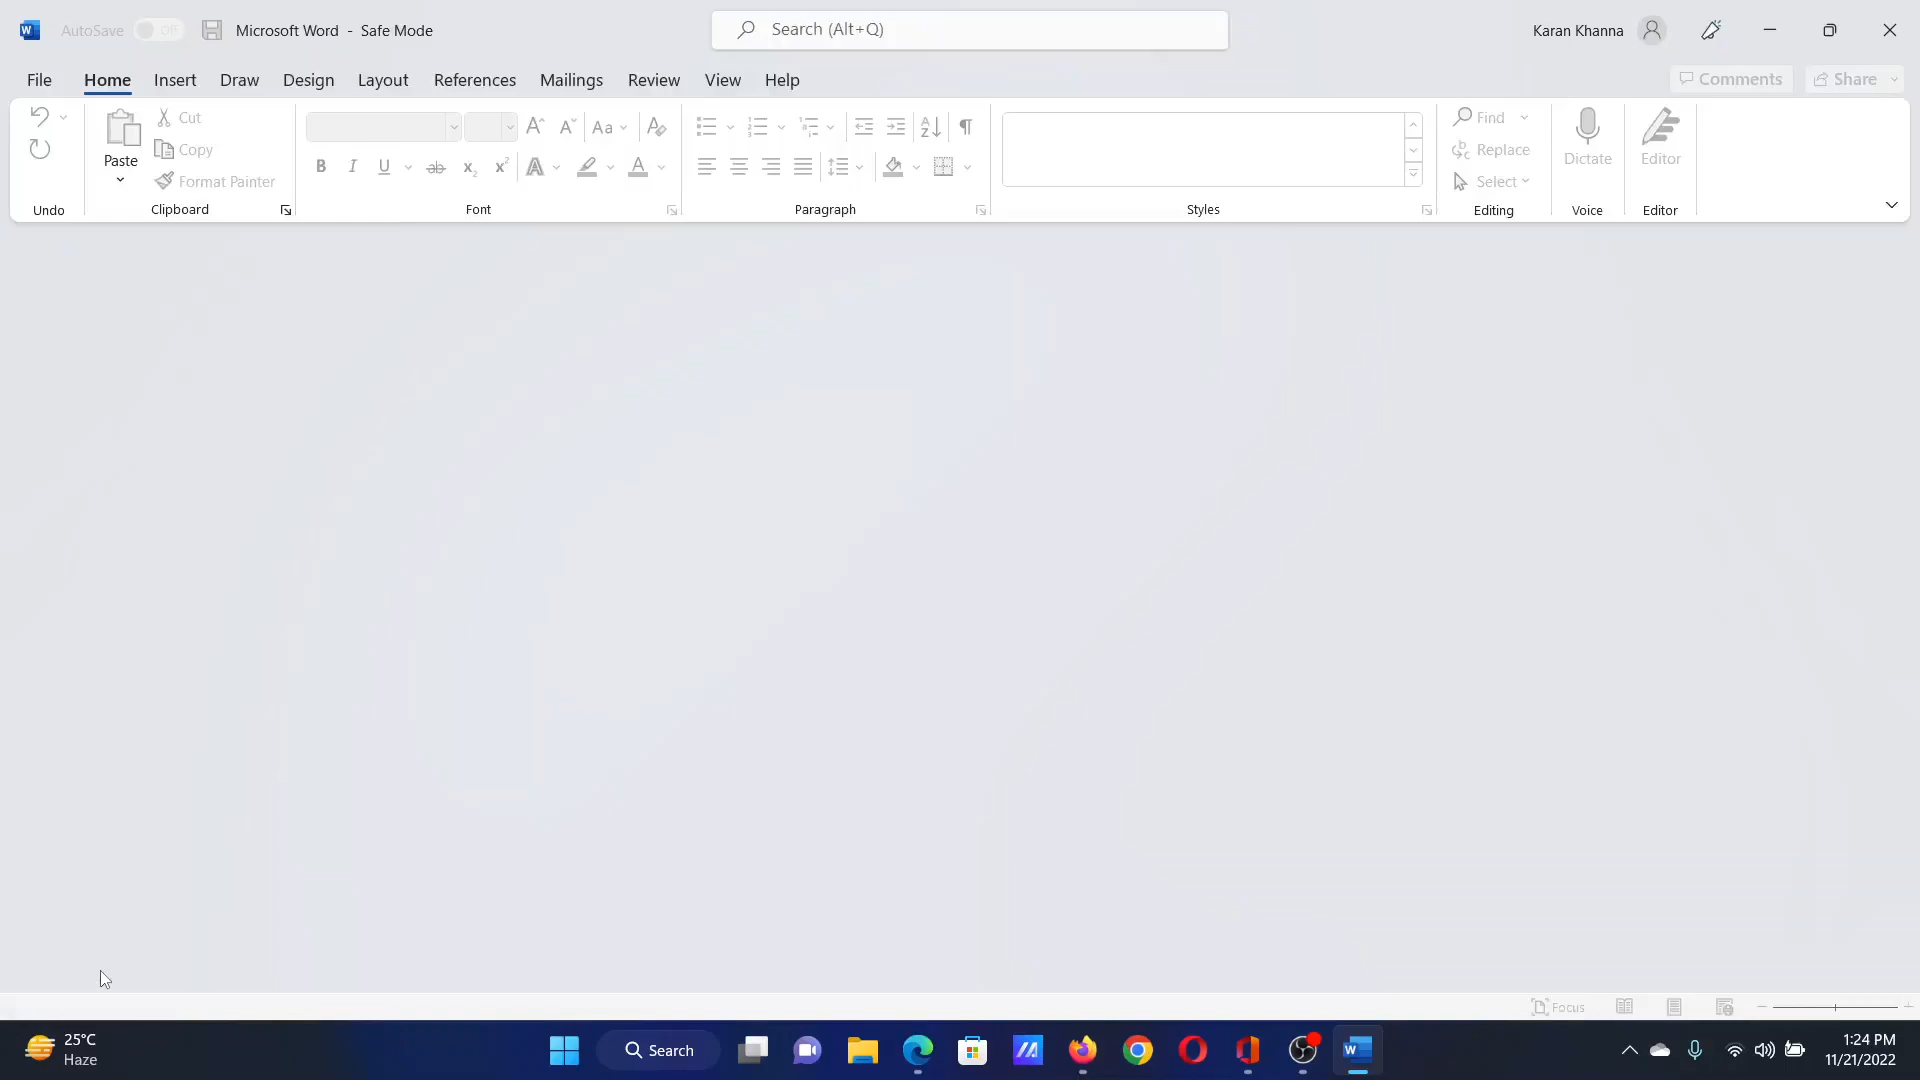 AutoSave Off Microsoft Word - Safe Mode Search (Alt+Q) Karan Khanna
File Home Insert Draw Design Layout References Mailings Review View Help Comments Share
Cut
Copy
Format Painter
Paste
Undo Clipboard Font Paragraph Styles Editing Voice Editor
Find
Replace
Select
Dictate
Editor
Focus
25°C
Haze
Search
1:24 PM
11/21/2022